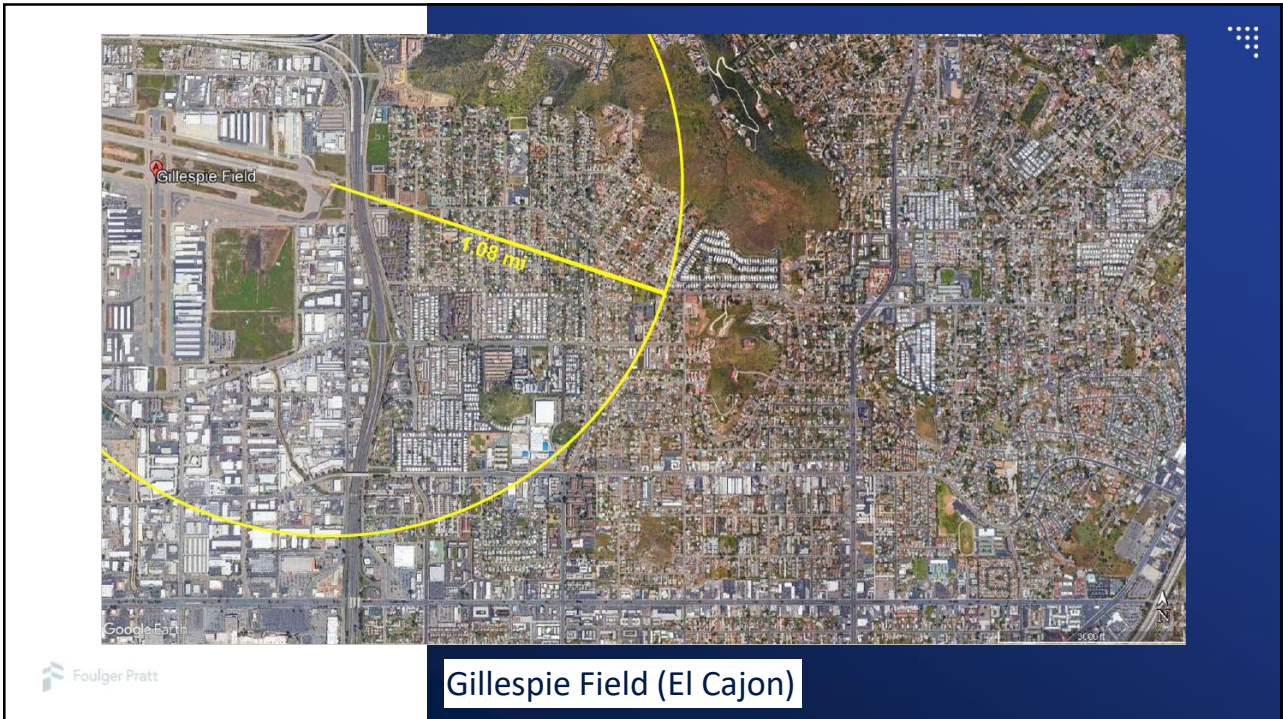 Gillespie Field
1.08 mi
Google Earth
3000 ft
N
Foulger Pratt
Gillespie Field (El Cajon)